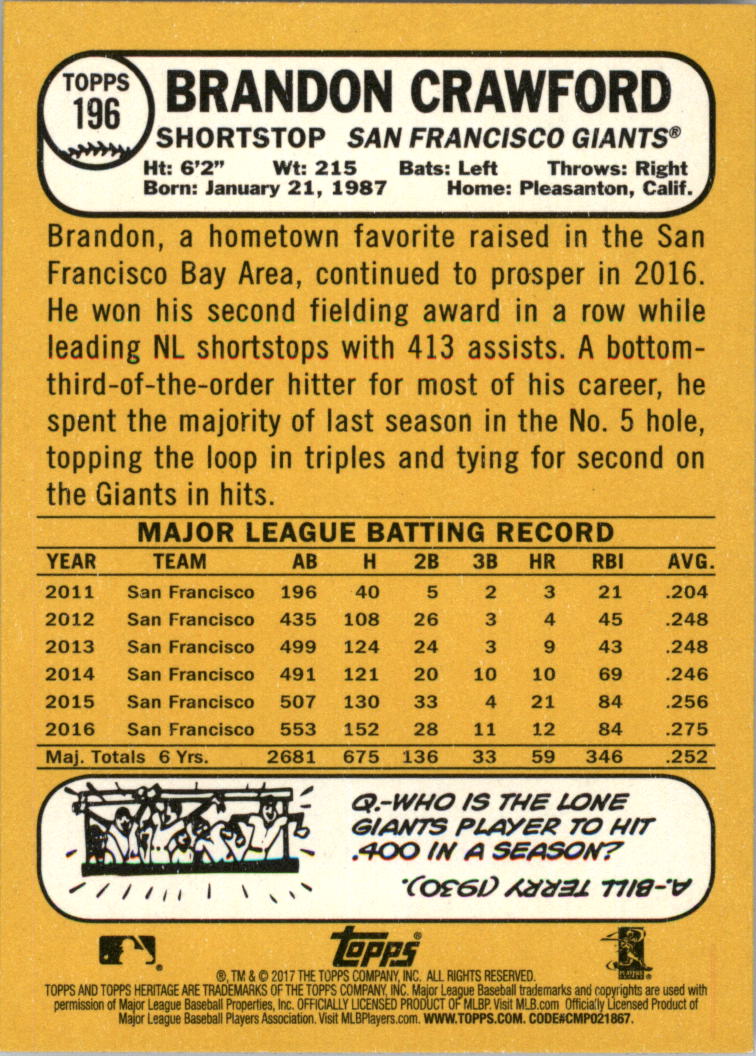 TOPPS
196
BRANDON CRAWFORD
SHORTSTOP SAN FRANCISCO GIANTS®
Ht: 6'2" Wt: 215 Bats: Left Throws: Right
Born: January 21, 1987 Home: Pleasanton, Calif.
Brandon, a hometown favorite raised in the San
Francisco Bay Area, continued to prosper in 2016.
He won his second fielding award in a row while
leading NL shortstops with 413 assists. A bottom-
third-of-the-order hitter for most of his career, he
spent the majority of last season in the No. 5 hole,
topping the loop in triples and tying for second on
the Giants in hits.
MAJOR LEAGUE BATTING RECORD
YEAR TEAM AB H 2B 3B HR RBI AVG.
2011 San Francisco 196 40 5 2 3 21 .204
2012 San Francisco 435 108 26 3 4 45 .248
2013 San Francisco 499 124 24 3 9 43 .248
2014 San Francisco 491 121 20 10 10 69 .246
2015 San Francisco 507 130 33 4 21 84 .256
2016 San Francisco 553 152 28 11 12 84 .275
Maj. Totals 6 Yrs. 2681 675 136 33 59 346 .252
Q.-WHO IS THE LONE
GIANTS PLAYER TO HIT
.400 IN A SEASON?
A.-BILL TERRY (1930).
Topps®
®, TM & © 2017 THE TOPPS COMPANY, INC. ALL RIGHTS RESERVED.
TOPPS AND TOPPS HERITAGE ARE TRADEMARKS OF THE TOPPS COMPANY, INC. Major League Baseball trademarks and copyrights are used with
permission of Major League Baseball Properties, Inc. OFFICIALLY LICENSED PRODUCT OF MLBP. Visit MLB.com Officially Licensed Product of
Major League Baseball Players Association. Visit MLBPlayers.com. WWW.TOPPS.COM. CODE#CMP021867.